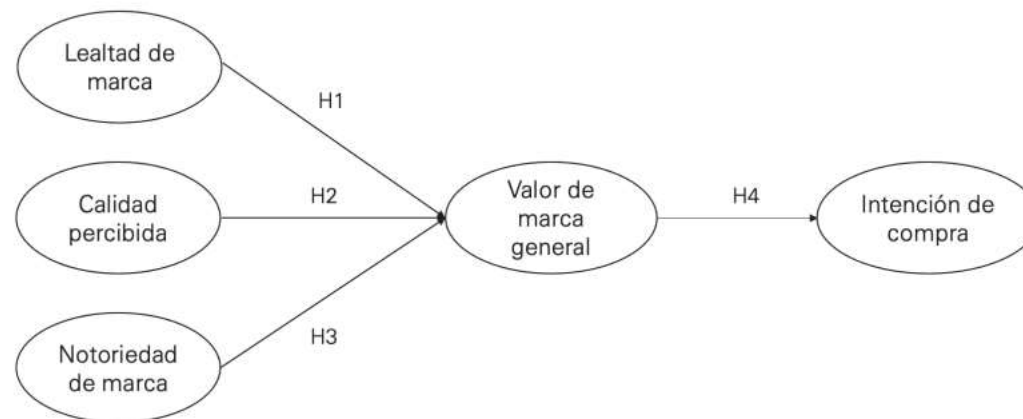 Lealtad de
marca
H1
Calidad
percibida
H2
Valor de
marca
general
H4
Intención de
compra
H3
Notoriedad
de marca